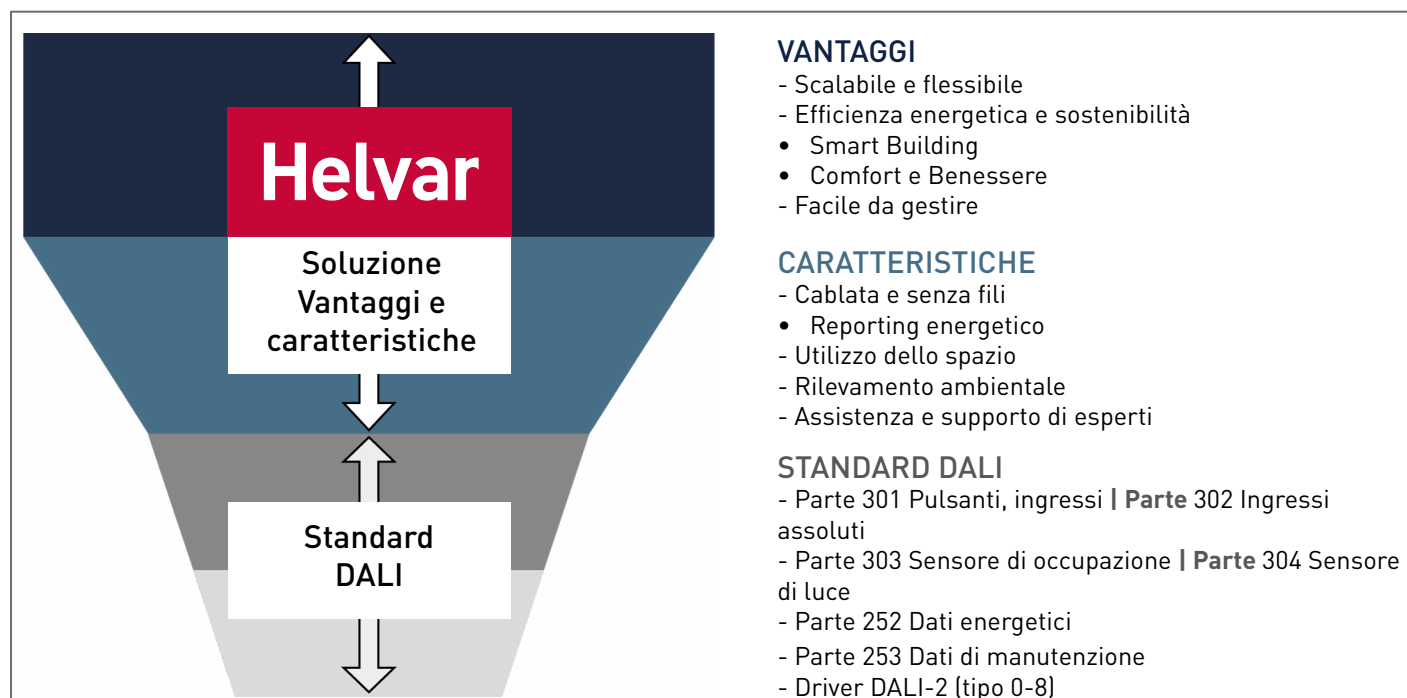 Helvar
Soluzione
Vantaggi e
caratteristiche
Standard
DALI
VANTAGGI
- Scalabile e flessibile
- Efficienza energetica e sostenibilità
• Smart Building
• Comfort e Benessere
- Facile da gestire
CARATTERISTICHE
- Cablata e senza fili
• Reporting energetico
- Utilizzo dello spazio
- Rilevamento ambientale
- Assistenza e supporto di esperti
STANDARD DALI
- Parte 301 Pulsanti, ingressi | Parte 302 Ingressi
assoluti
- Parte 303 Sensore di occupazione | Parte 304 Sensore
di luce
- Parte 252 Dati energetici
- Parte 253 Dati di manutenzione
- Driver DALI-2 (tipo 0-8)